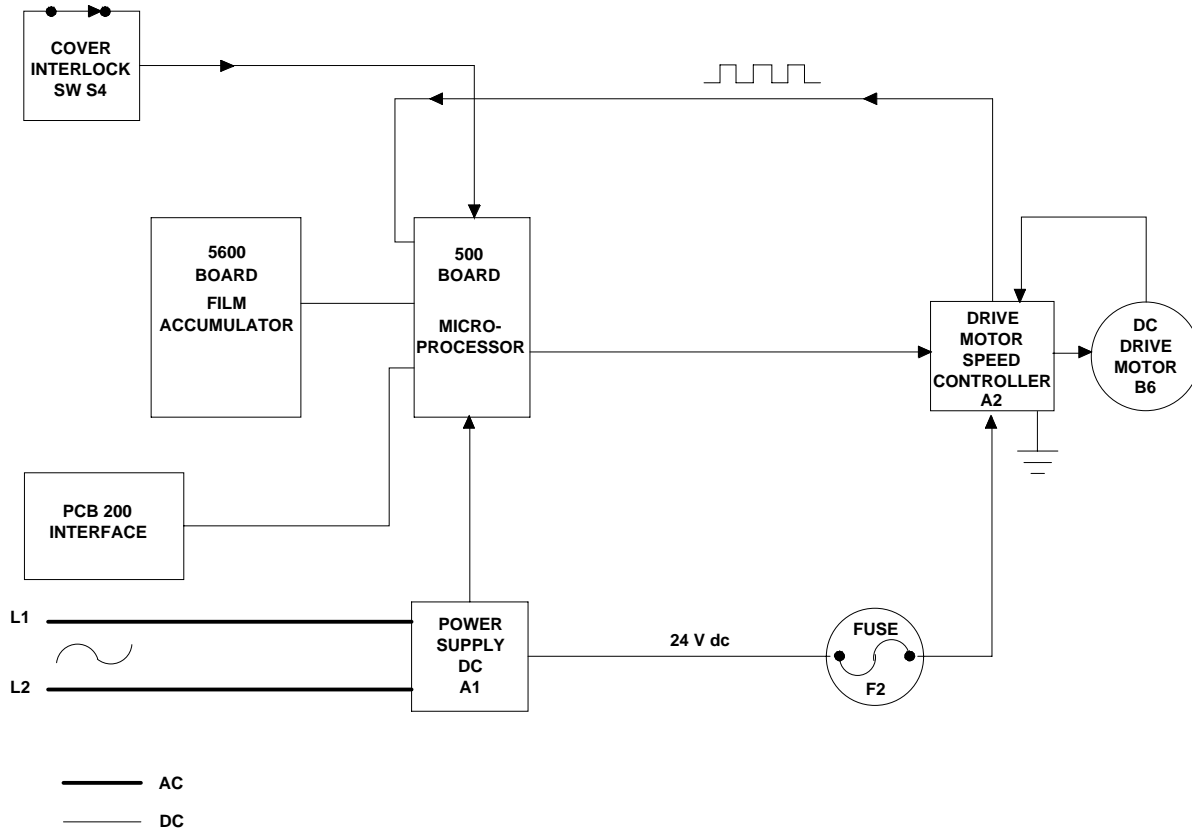 COVER
INTERLOCK
SW S4
5600
BOARD
FILM
ACCUMULATOR
500
BOARD
MICRO-
PROCESSOR
DRIVE
MOTOR
SPEED
CONTROLLER
A2
DC
DRIVE
MOTOR
B6
PCB 200
INTERFACE
L1
L2
POWER
SUPPLY
DC
A1
24 V dc
FUSE
F2
AC
DC